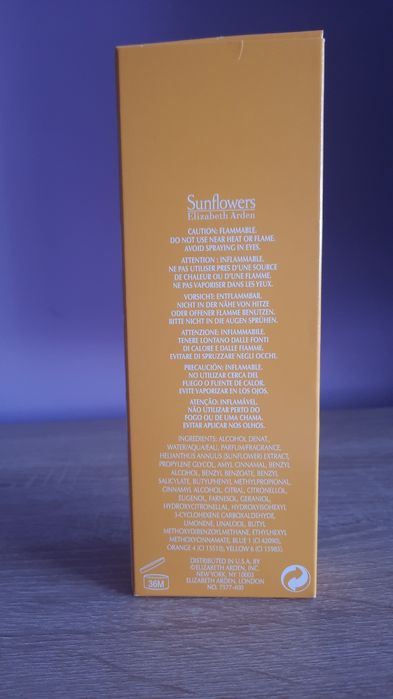 Sunflowers
Elizabeth Arden
CAUTION: FLAMMABLE.
DO NOT USE NEAR HEAT OR FLAME.
AVOID SPRAYING IN EYES.
ATTENTION : INFLAMMABLE.
NE PAS UTILISER PRES D'UNE SOURCE
DE CHALEUR OU D'UNE FLAMME.
NE PAS VAPORISER DANS LES YEUX.
VORSICHT: ENTFLAMMBAR.
NICHT IN DER NÄHE VON HITZE
ODER OFFENER FLAMME BENUTZEN.
BITTE NICHT IN DIE AUGEN SPRÜHEN.
ATTENZIONE: INFIAMMABILE.
TENERE LONTANO DALLE FONTI
DI CALORE E DALLE FIAMME.
EVITARE DI SPRUZZARE NEGLI OCCHI.
PRECAUCIÓN: INFLAMABLE.
NO UTILIZAR CERCA DEL
FUEGO O FUENTE DE CALOR.
EVITE VAPORIZAR EN LOS OJOS.
ATENÇÃO: INFLAMÁVEL.
NÃO UTILIZAR PERTO DO
FOGO OU DE UMA CHAMA.
EVITAR APLICAR NOS OLHOS.
INGREDIENTS: ALCOHOL DENAT.,
WATER/AQUA/EAU, PARFUM/FRAGRANCE,
HELIANTHUS ANNUUS (SUNFLOWER) EXTRACT,
PROPYLENE GLYCOL, AMYL CINNAMAL, BENZYL
ALCOHOL, BENZYL BENZOATE, BENZYL
SALICYLATE, BUTYLPHENYL METHYLPROPIONAL,
CINNAMYL ALCOHOL, CITRAL, CITRONELLOL,
EUGENOL, FARNESOL, GERANIOL,
HYDROXYCITRONELLAL, HYDROXYISOHEXYL
3-CYCLOHEXENE CARBOXALDEHYDE,
LIMONENE, LINALOOL, BUTYL
METHOXYDIBENZOYLMETHANE, ETHYLHEXYL
METHOXYCINNAMATE, BLUE 1 (CI 42090),
ORANGE 4 (CI 15510), YELLOW 6 (CI 15985).
DISTRIBUTED IN U.S.A. BY
©ELIZABETH ARDEN, INC.
NEW YORK, NY 10003
ELIZABETH ARDEN, LONDON
NO. 7577-400
36M